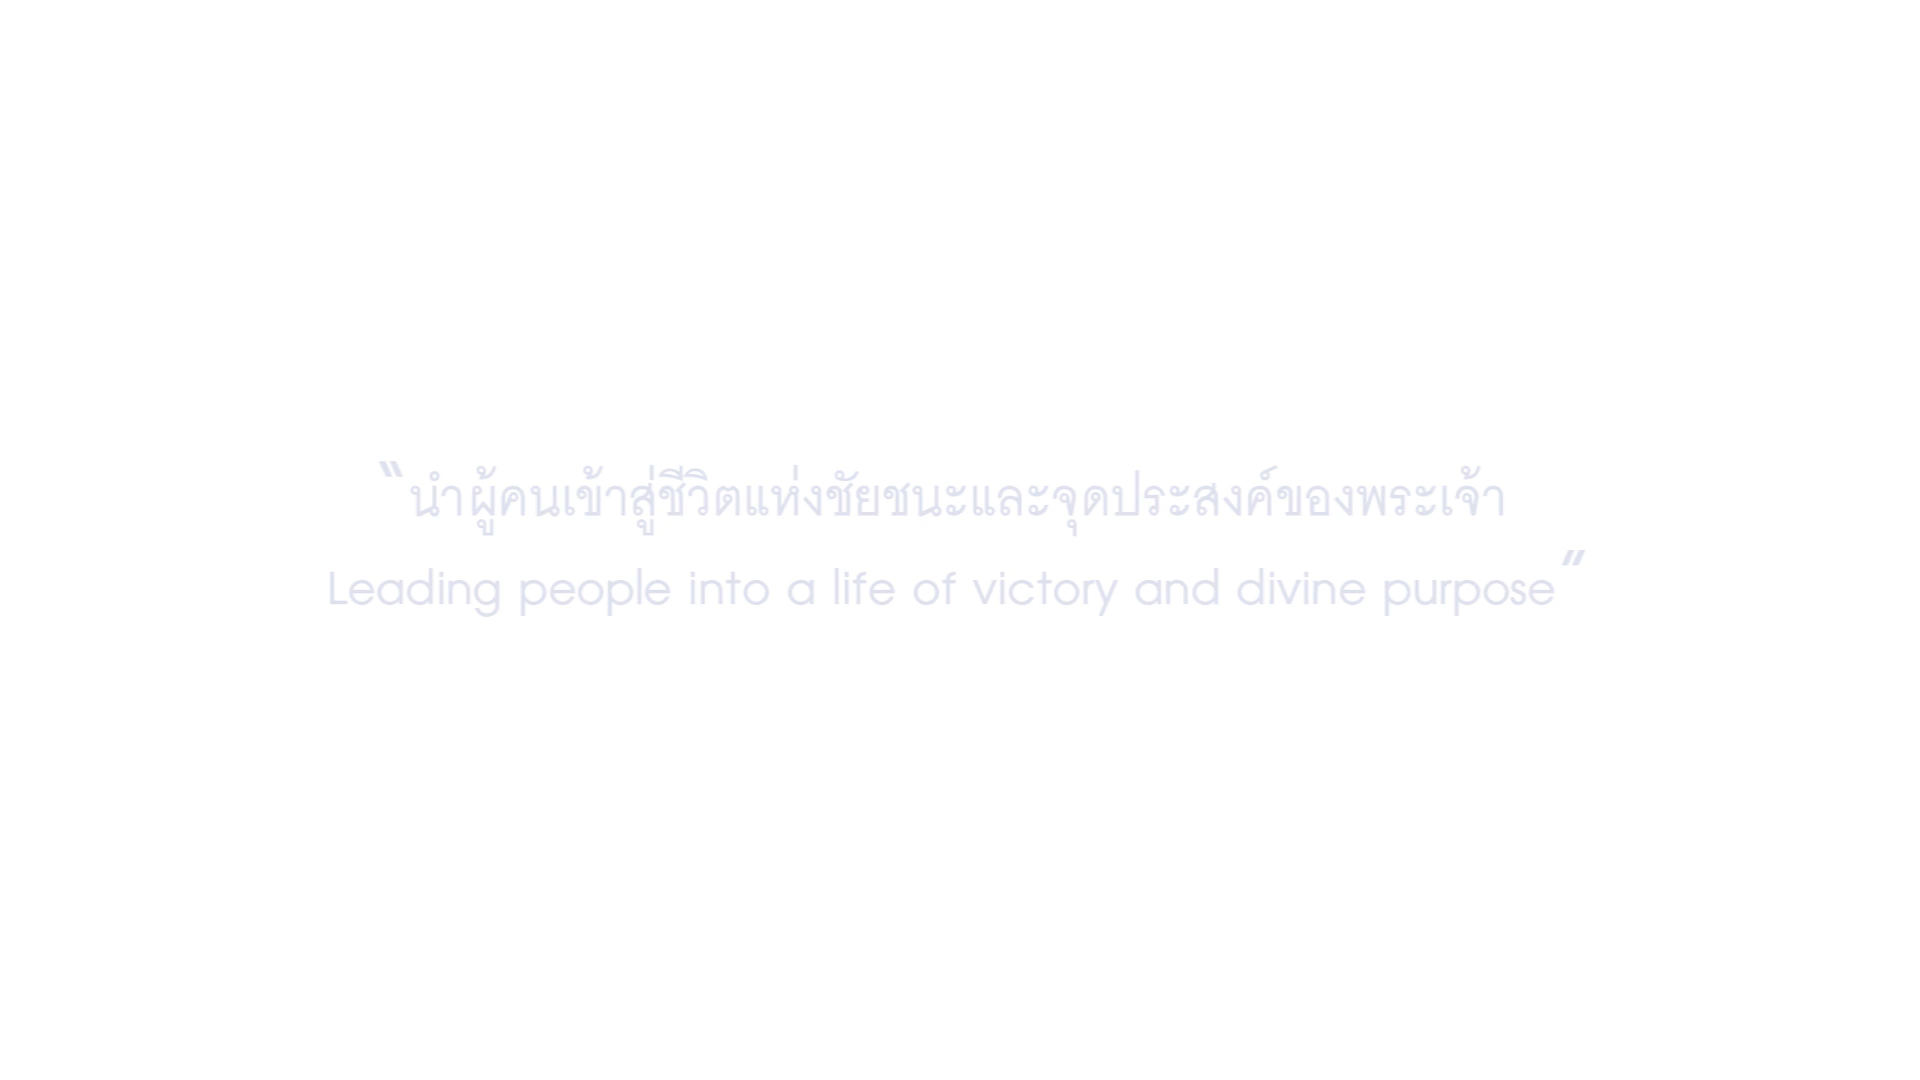 “นำผู้คนเข้าสู่ชีวิตแห่งชัยชนะและจุดประสงค์ของพระเจ้า
Leading people into a life of victory and divine purpose”